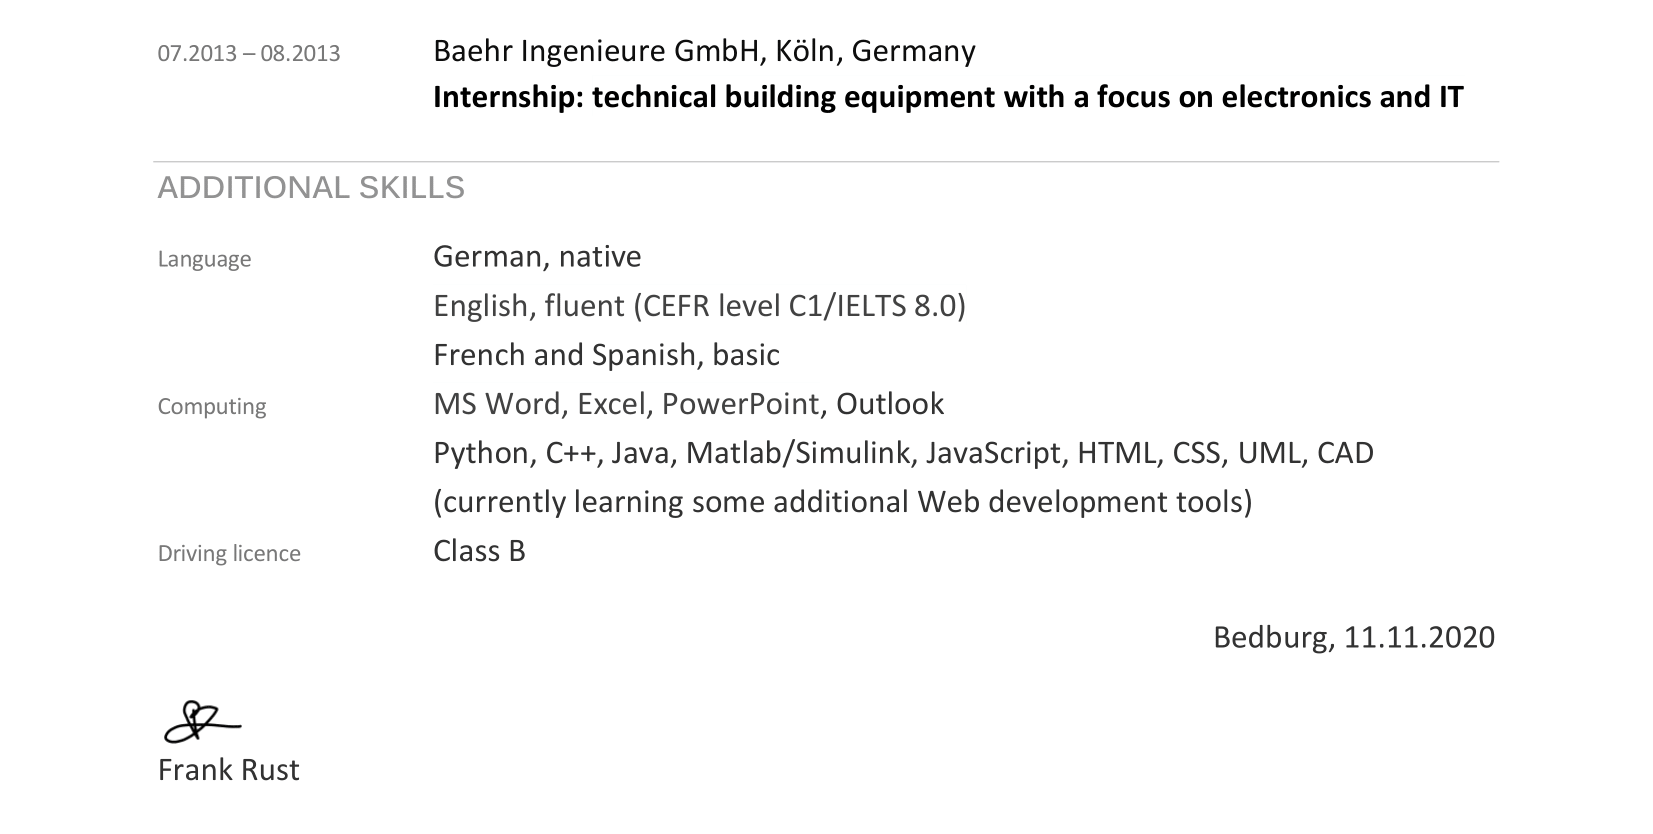 07.2013 – 08.2013 Baehr Ingenieure GmbH, Köln, Germany
Internship: technical building equipment with a focus on electronics and IT
ADDITIONAL SKILLS
Language German, native
English, fluent (CEFR level C1/IELTS 8.0)
French and Spanish, basic
Computing MS Word, Excel, PowerPoint, Outlook
Python, C++, Java, Matlab/Simulink, JavaScript, HTML, CSS, UML, CAD
(currently learning some additional Web development tools)
Driving licence Class B
Bedburg, 11.11.2020
Frank Rust